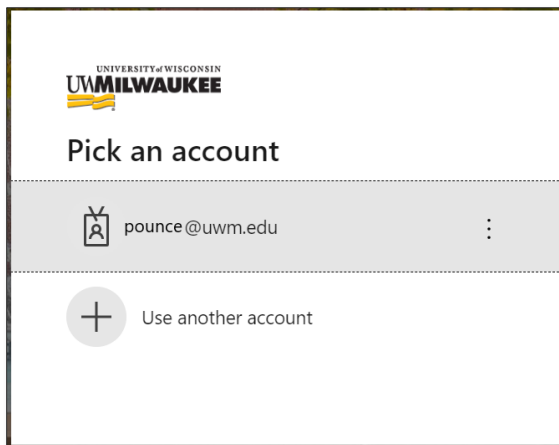 UNIVERSITY of WISCONSIN
UWMILWAUKEE
Pick an account
pounce@uwm.edu
Use another account